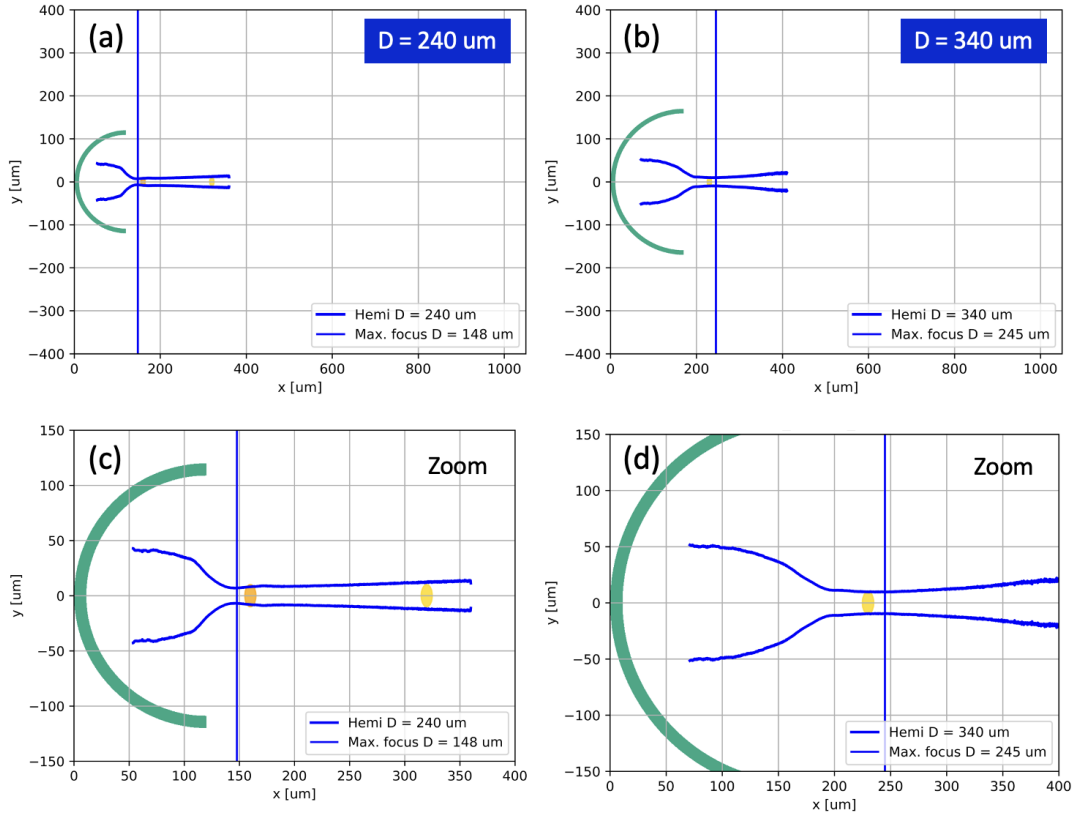 (a)
D = 240 um
400
300
200
100
0
−100
−200
−300
−400
y [um]
0
200
400
600
800
1000
x [um]
Hemi D = 240 um
Max. focus D = 148 um
(b)
D = 340 um
400
300
200
100
0
−100
−200
−300
−400
y [um]
0
200
400
600
800
1000
x [um]
Hemi D = 340 um
Max. focus D = 245 um
(c)
Zoom
150
100
50
0
−50
−100
−150
y [um]
0
50
100
150
200
250
300
350
400
x [um]
Hemi D = 240 um
Max. focus D = 148 um
(d)
Zoom
150
100
50
0
−50
−100
−150
y [um]
0
50
100
150
200
250
300
350
400
x [um]
Hemi D = 340 um
Max. focus D = 245 um